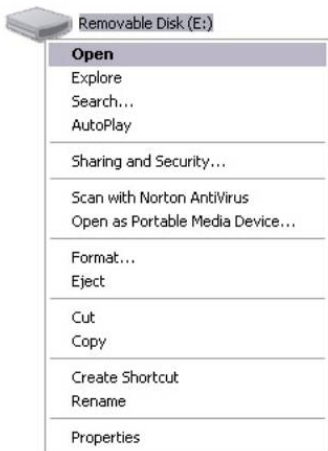 Removable Disk (E:)
Open
Explore
Search...
AutoPlay
Sharing and Security...
Scan with Norton AntiVirus
Open as Portable Media Device...
Format...
Eject
Cut
Copy
Create Shortcut
Rename
Properties